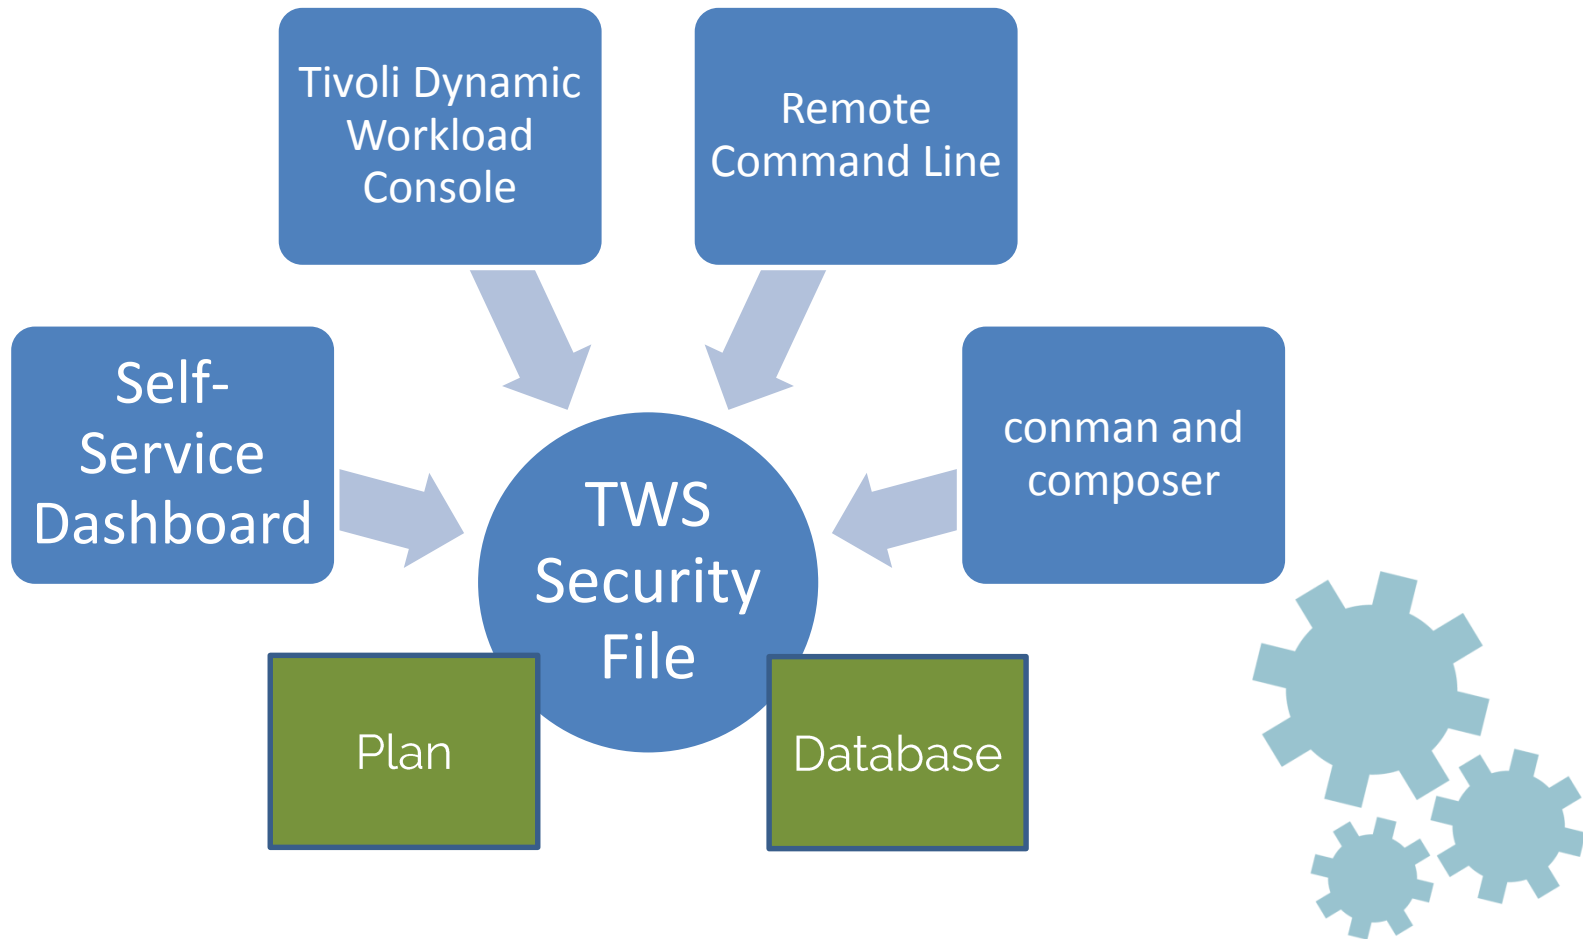 Tivoli Dynamic
Workload
Console
Remote
Command Line
Self-
Service
Dashboard
conman and
composer
TWS
Security
File
Plan
Database